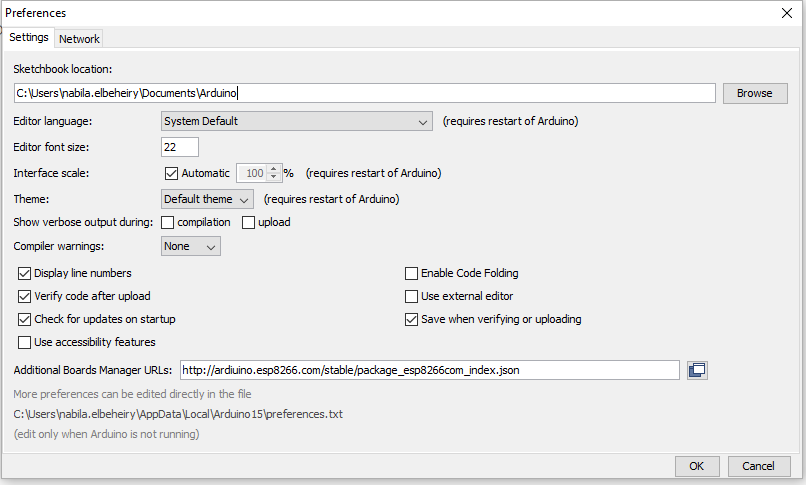 Preferences
Settings Network
Sketchbook location:
C:\Users\nabila.elbeheiry\Documents\Arduino Browse
Editor language: System Default (requires restart of Arduino)
Editor font size: 22
Interface scale: Automatic 100 % (requires restart of Arduino)
Theme: Default theme (requires restart of Arduino)
Show verbose output during: compilation upload
Compiler warnings: None
Display line numbers Enable Code Folding
Verify code after upload Use external editor
Check for updates on startup Save when verifying or uploading
Use accessibility features
Additional Boards Manager URLs: http://ardiuino.esp8266.com/stable/package_esp8266com_index.json
More preferences can be edited directly in the file
C:\Users\nabila.elbeheiry\AppData\Local\Arduino15\preferences.txt
(edit only when Arduino is not running)
OK Cancel